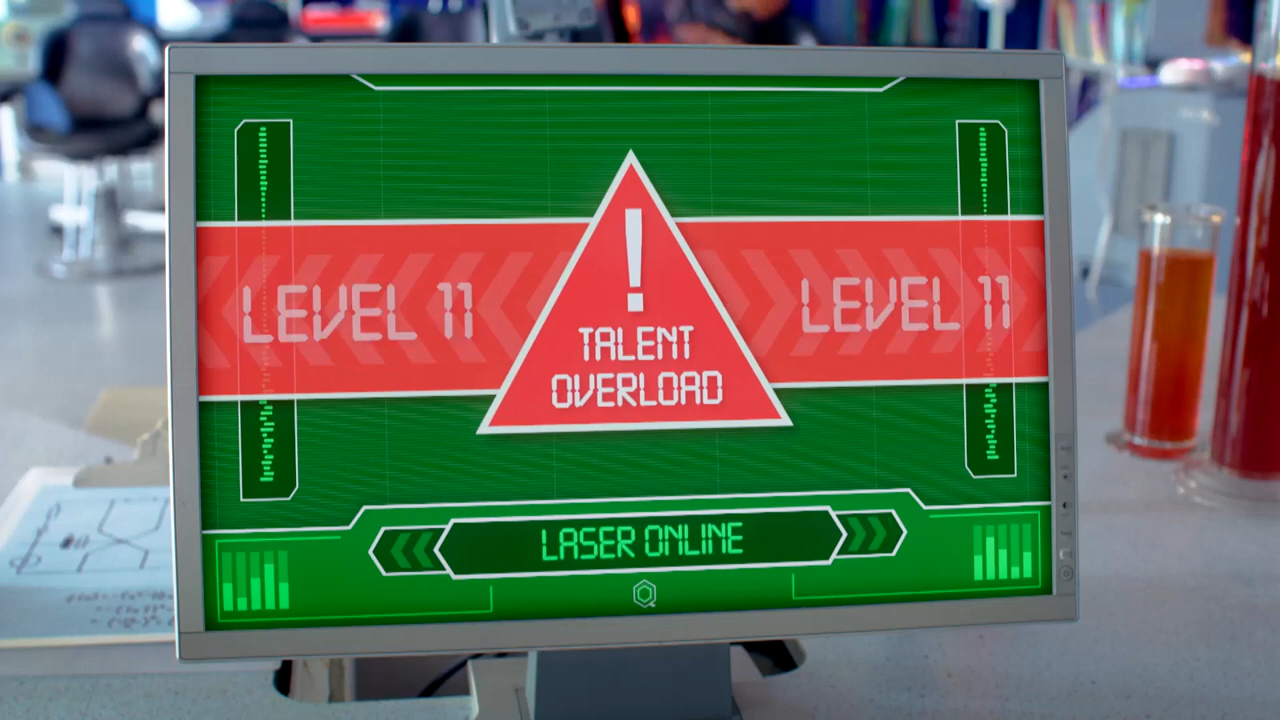 LEVEL 11
!
TALENT
OVERLOAD
LEVEL 11
LASER ONLINE